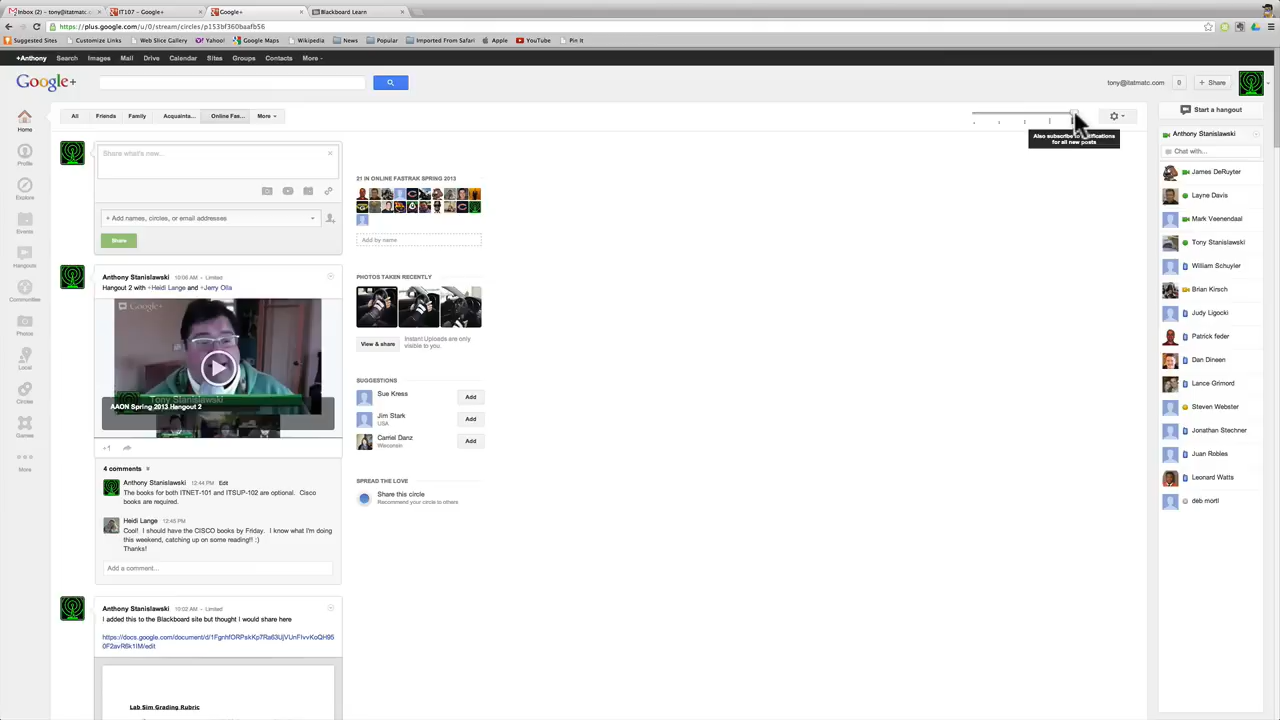 Inbox (2) - tony@itatmatc.c
IT107 - Google+
Google+
Blackboard Learn
https://plus.google.com/u/0/stream/circles/p153bf360baafb56
Suggested Sites
Customize Links
Web Slice Gallery
Yahoo!
Google Maps
Wikipedia
News
Popular
Imported From Safari
Apple
YouTube
Pin It
+Anthony
Search
Images
Mail
Drive
Calendar
Sites
Groups
Contacts
More
Google+
tony@itatmatc.com
0
+ Share
All
Friends
Family
Acquainta...
Online Fas...
More
Start a hangout
Home
Profile
Explore
Events
Hangouts
Communities
Photos
Local
Circles
Games
More
Share what's new...
+ Add names, circles, or email addresses
Share
Anthony Stanislawski 10:06 AM - Limited
Hangout 2 with +Heidi Lange and +Jerry Olla
Google+
Tony Stanislawski
AAON Spring 2013 Hangout 2
+1
4 comments
Anthony Stanislawski 12:44 PM Edit
The books for both ITNET-101 and ITSUP-102 are optional. Cisco
books are required.
Heidi Lange 12:45 PM
Cool! I should have the CISCO books by Friday. I know what I'm doing
this weekend, catching up on some reading!! :)
Thanks!
Add a comment...
Anthony Stanislawski 10:02 AM - Limited
I added this to the Blackboard site but thought I would share here
/edit
Lab Sim Grading Rubric
21 IN ONLINE FASTRAK SPRING 2013
Add by name
PHOTOS TAKEN RECENTLY
View & share
Instant Uploads are only
visible to you.
SUGGESTIONS
Sue Kress
Add
Jim Stark
USA
Add
Carriel Danz
Wisconsin
Add
SPREAD THE LOVE
Share this circle
Recommend your circle to others
Also subscribe to notifications
for all new posts
Anthony Stanislawski
Chat with...
James DeRuyter
Layne Davis
Mark Veenendaal
Tony Stanislawski
William Schuyler
Brian Kirsch
Judy Ligocki
Patrick feder
Dan Dineen
Lance Grimord
Steven Webster
Jonathan Stechner
Juan Robles
Leonard Watts
deb mortl